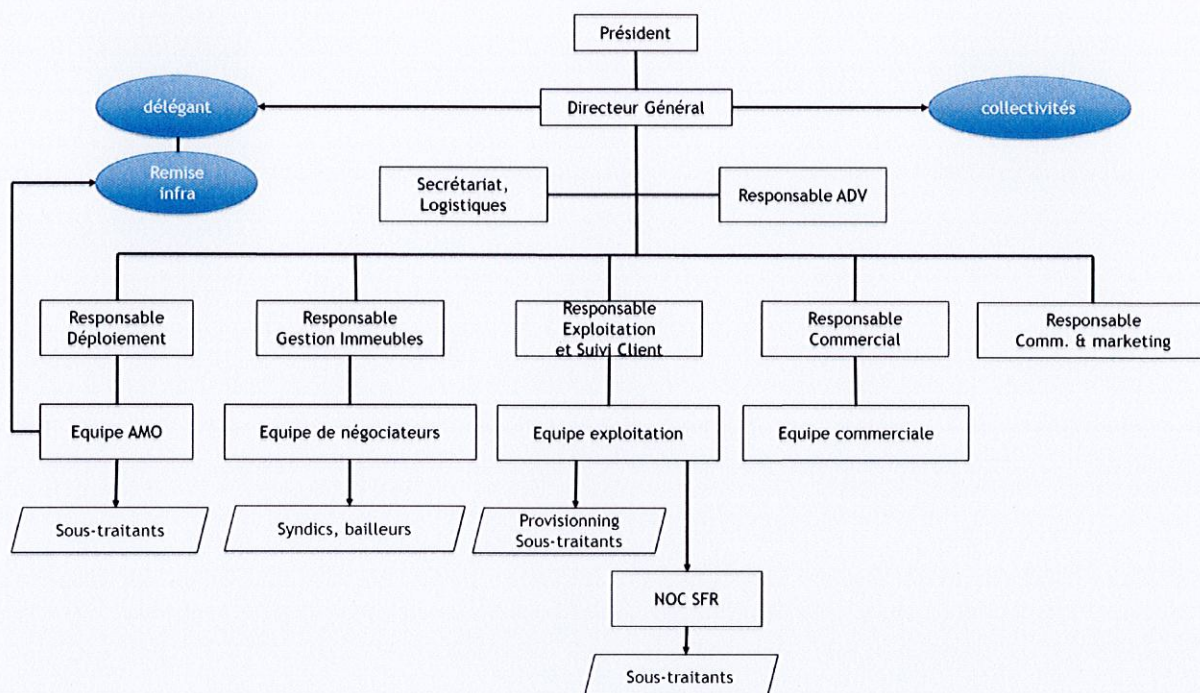 Président
délégant
Directeur Général
collectivités
Remise
infra
Secrétariat,
Logistiques
Responsable ADV
Responsable
Déploiement
Responsable
Gestion Immeubles
Responsable
Exploitation
et Suivi Client
Responsable
Commercial
Responsable
Comm. & marketing
Equipe AMO
Equipe de négociateurs
Equipe exploitation
Equipe commerciale
Sous-traitants
Syndics, bailleurs
Provisionning
Sous-traitants
NOC SFR
Sous-traitants